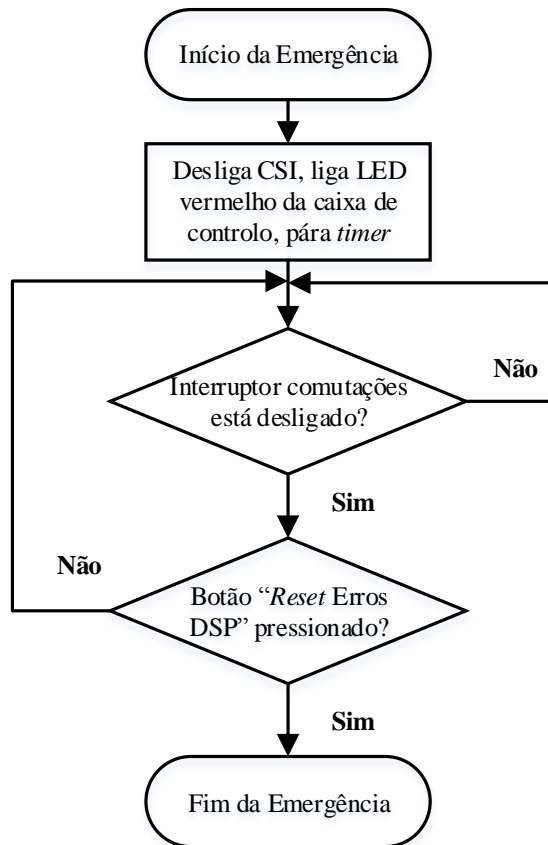 Início da Emergência
Desliga CSI, liga LED
vermelho da caixa de
controlo, pára timer
Não
Interruptor comutações
está desligado?
Sim
Não
Botão “Reset Erros
DSP” pressionado?
Sim
Fim da Emergência